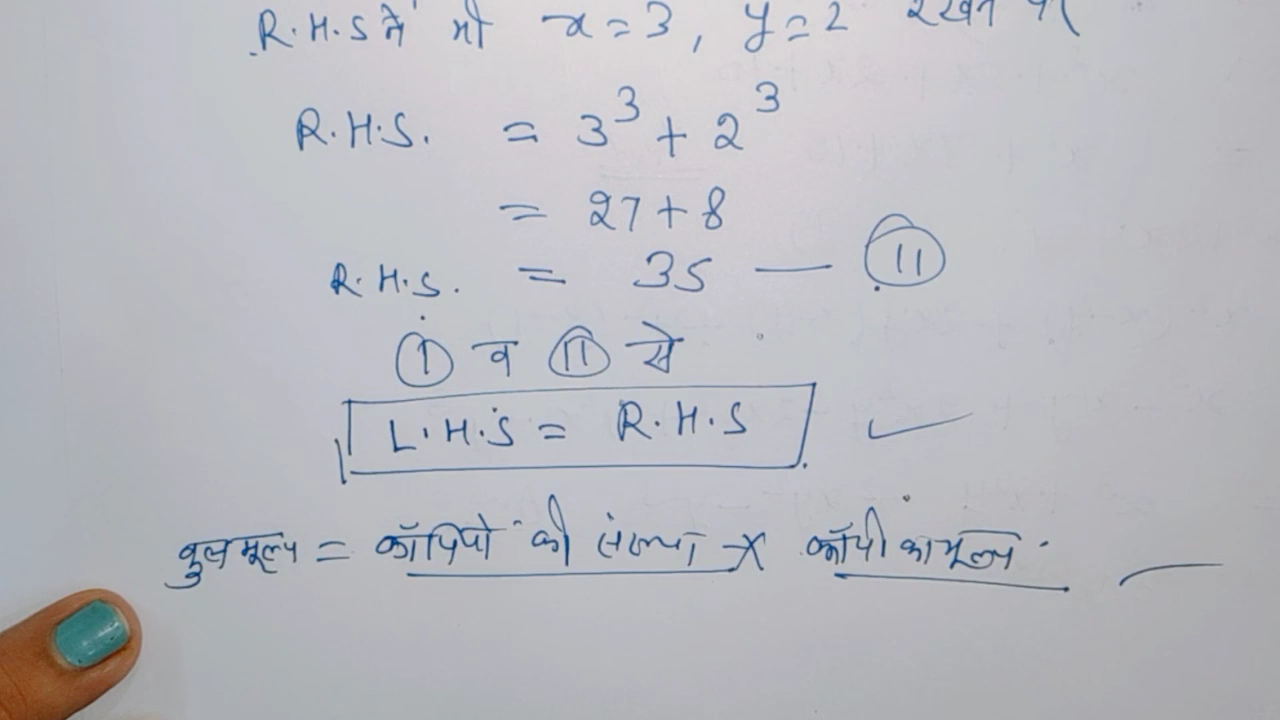 R.H.S में भी x = 3, y = 2 रखने पर
R.H.S. = 3³ + 2³
= 27 + 8
R.H.S. = 35 — (II)
(I) व (II) से
L.H.S = R.H.S
कुल मूल्य = कॉपियों की संख्या × कॉपी का मूल्य